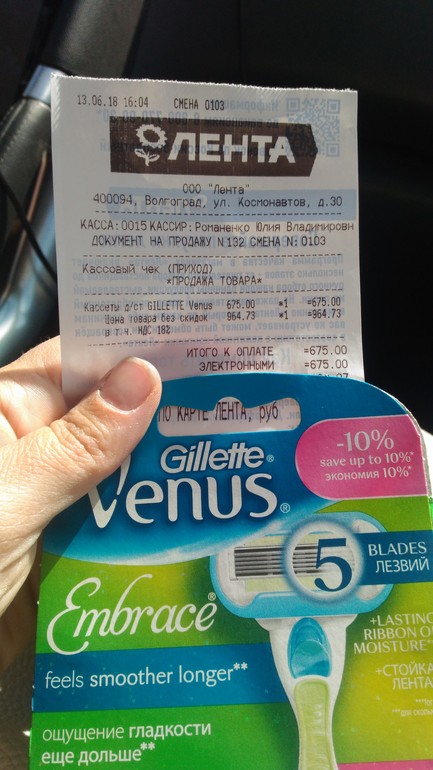 13.06.18 16:04 СМЕНА 0103
ЛЕНТА
ООО "Лента"
400094, Волгоград, ул. Космонавтов, д.30
КАССА:0015 КАССИР: Романенко Юлия Владимировн
ДОКУМЕНТ НА ПРОДАЖУ N132 СМЕНА N:0103
Кассовый чек (ПРИХОД)
*ПРОДАЖА ТОВАРА*
Кассеты д/ст GILLETTE Venus 675.00 *1 =675.00
Цена товара без скидок 964.73 *1 =964.73
в т.ч. НДС 18%
ИТОГО К ОПЛАТЕ =675.00
ЭЛЕКТРОННЫМИ =675.00
ПО КАРТЕ ЛЕНТА, руб
Gillette®
Venus®
-10%
save up to 10%*
экономия 10%*
5 BLADES
ЛЕЗВИЙ
Embrace®
+LASTING
RIBBON O
MOISTURE*
feels smoother longer**
+СТОЙКА
ЛЕНТА
ощущение гладкости
еще дольше**